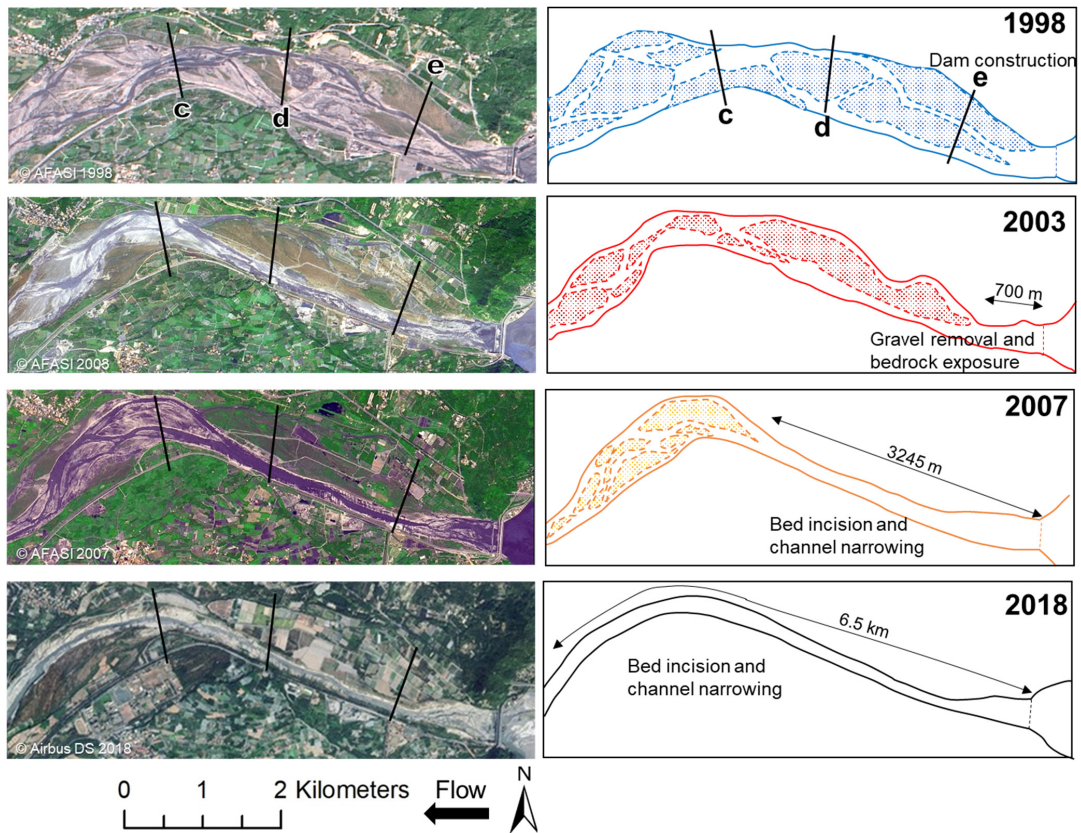 c
d
e
© AFASI 1998
1998
Dam construction
c
d
e
© AFASI 2003
2003
700 m
Gravel removal and
bedrock exposure
© AFASI 2007
2007
3245 m
Bed incision and
channel narrowing
© Airbus DS 2018
2018
6.5 km
Bed incision and
channel narrowing
0 1 2 Kilometers Flow N